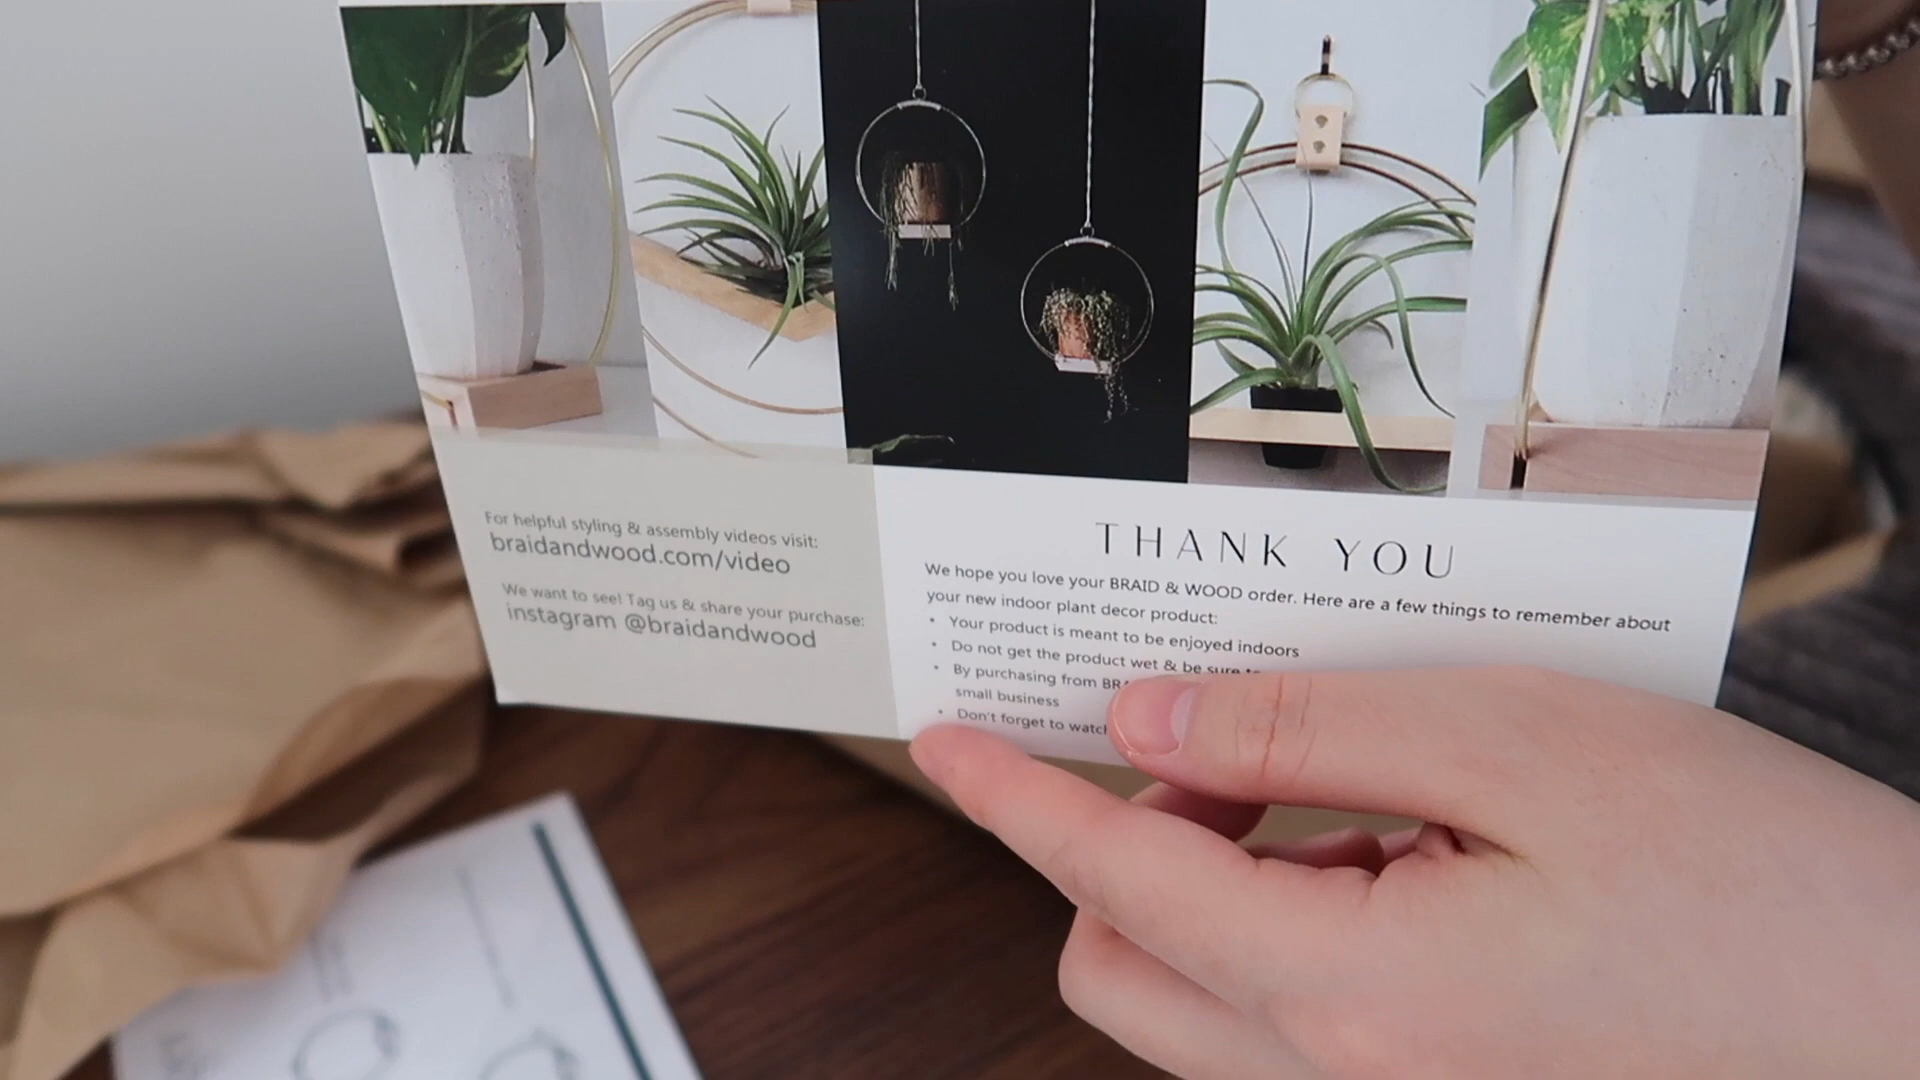 For helpful styling & assembly videos visit:
braidandwood.com/video
We want to see! Tag us & share your purchase:
instagram @braidandwood
THANK YOU
We hope you love your BRAID & WOOD order. Here are a few things to remember about
your new indoor plant decor product:
• Your product is meant to be enjoyed indoors
• Do not get the product wet & be sure
• By purchasing from
small business
• Don't forget to watch